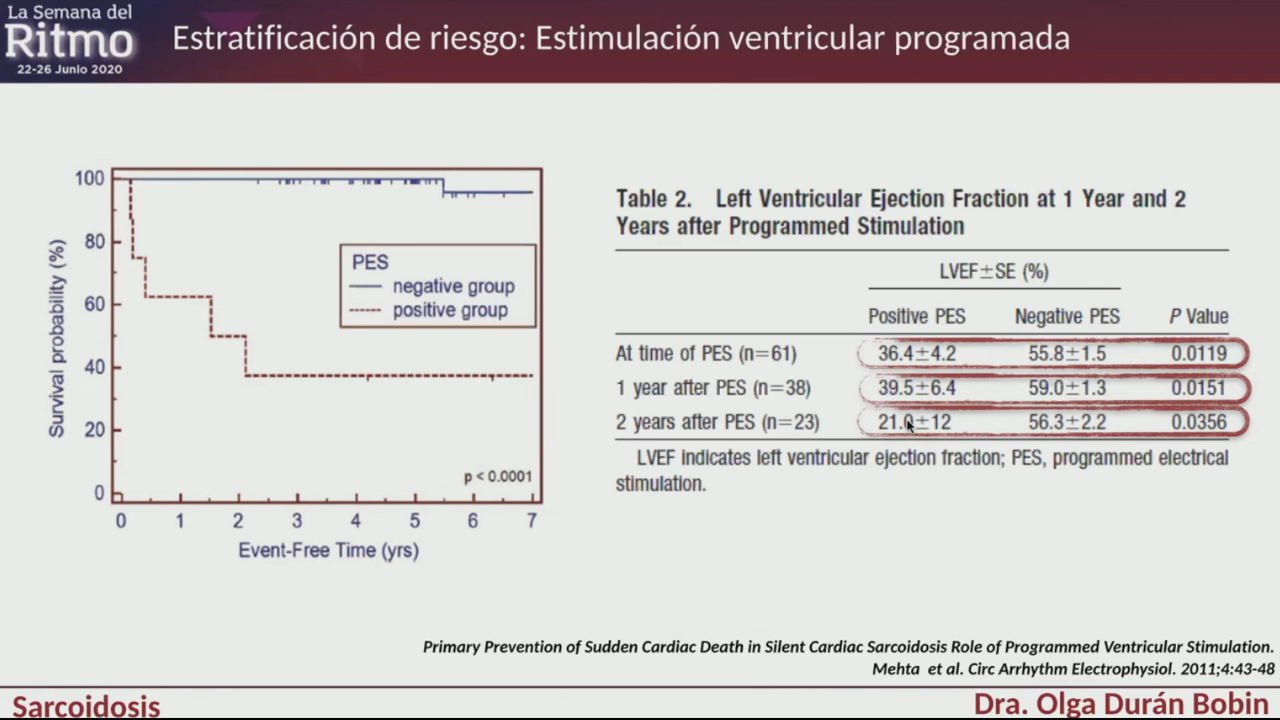 La Semana del
Ritmo
22-26 Junio 2020
Estratificación de riesgo: Estimulación ventricular programada
100
80
60
40
20
0
Survival probability (%)
PES
negative group
positive group
p < 0.0001
0 1 2 3 4 5 6 7
Event-Free Time (yrs)
Table 2. Left Ventricular Ejection Fraction at 1 Year and 2
Years after Programmed Stimulation
LVEF±SE (%)
Positive PES Negative PES P Value
At time of PES (n=61) 36.4±4.2 55.8±1.5 0.0119
1 year after PES (n=38) 39.5±6.4 59.0±1.3 0.0151
2 years after PES (n=23) 21.0±12 56.3±2.2 0.0356
LVEF indicates left ventricular ejection fraction; PES, programmed electrical
stimulation.
Primary Prevention of Sudden Cardiac Death in Silent Cardiac Sarcoidosis Role of Programmed Ventricular Stimulation.
Mehta et al. Circ Arrhythm Electrophysiol. 2011;4:43-48
Sarcoidosis
Dra. Olga Durán Bobin